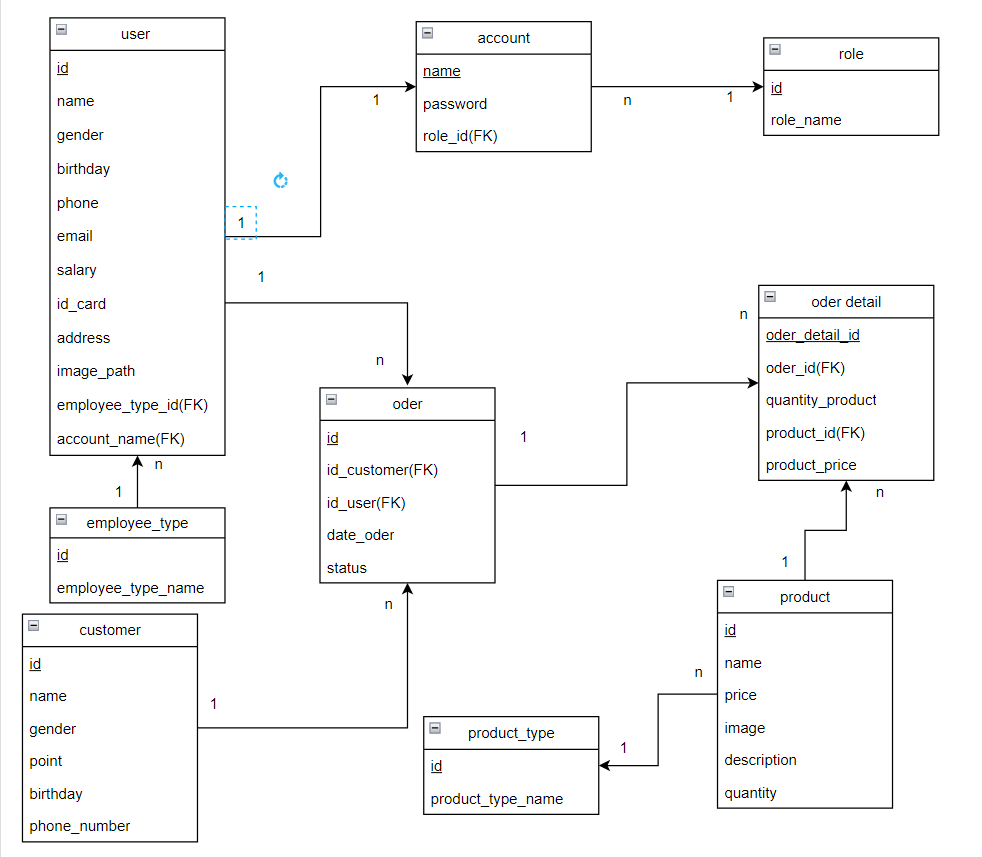 user
id
name
gender
birthday
phone
email
salary
id_card
address
image_path
employee_type_id(FK)
account_name(FK)
1
1
account
name
password
role_id(FK)
n
1
role
id
role_name
1
n
oder
id
id_customer(FK)
id_user(FK)
date_oder
status
1
n
oder detail
oder_detail_id
oder_id(FK)
quantity_product
product_id(FK)
product_price
n
1
employee_type
id
employee_type_name
customer
id
name
gender
point
birthday
phone_number
1
n
n
1
product
id
name
price
image
description
quantity
n
1
product_type
id
product_type_name